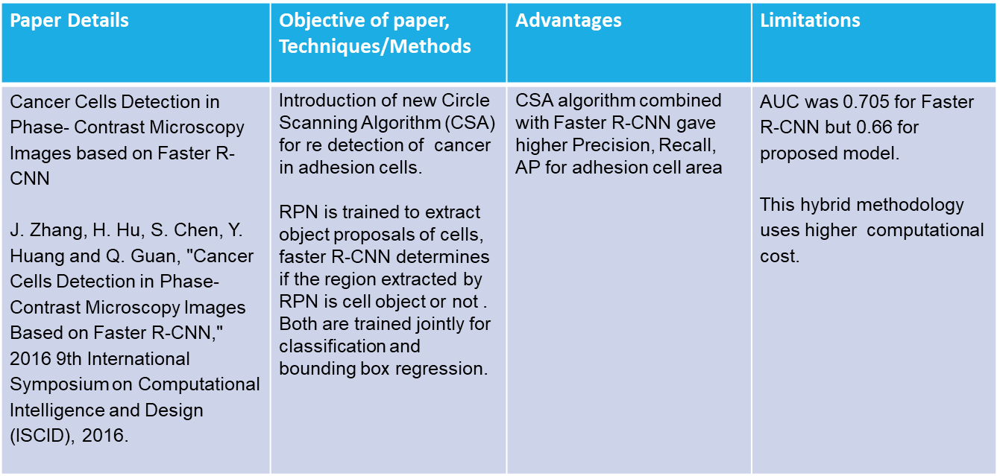 Paper Details
Objective of paper,
Techniques/Methods
Advantages
Limitations
Cancer Cells Detection in
Phase- Contrast Microscopy
Images based on Faster R-
CNN
J. Zhang, H. Hu, S. Chen, Y.
Huang and Q. Guan, "Cancer
Cells Detection in Phase-
Contrast Microscopy Images
Based on Faster R-CNN,"
2016 9th International
Symposium on Computational
Intelligence and Design
(ISCID), 2016.
Introduction of new Circle
Scanning Algorithm (CSA)
for re detection of cancer
in adhesion cells.
RPN is trained to extract
object proposals of cells,
faster R-CNN determines
if the region extracted by
RPN is cell object or not .
Both are trained jointly for
classification and
bounding box regression.
CSA algorithm combined
with Faster R-CNN gave
higher Precision, Recall,
AP for adhesion cell area
AUC was 0.705 for Faster
R-CNN but 0.66 for
proposed model.
This hybrid methodology
uses higher computational
cost.